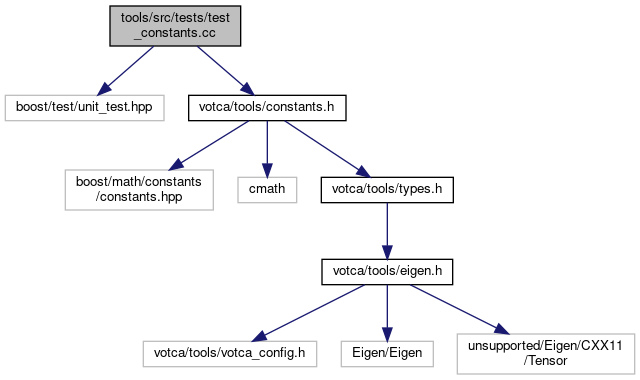 tools/src/tests/test
_constants.cc
boost/test/unit_test.hpp
votca/tools/constants.h
boost/math/constants
/constants.hpp
cmath
votca/tools/types.h
votca/tools/eigen.h
votca/tools/votca_config.h
Eigen/Eigen
unsupported/Eigen/CXX11
/Tensor